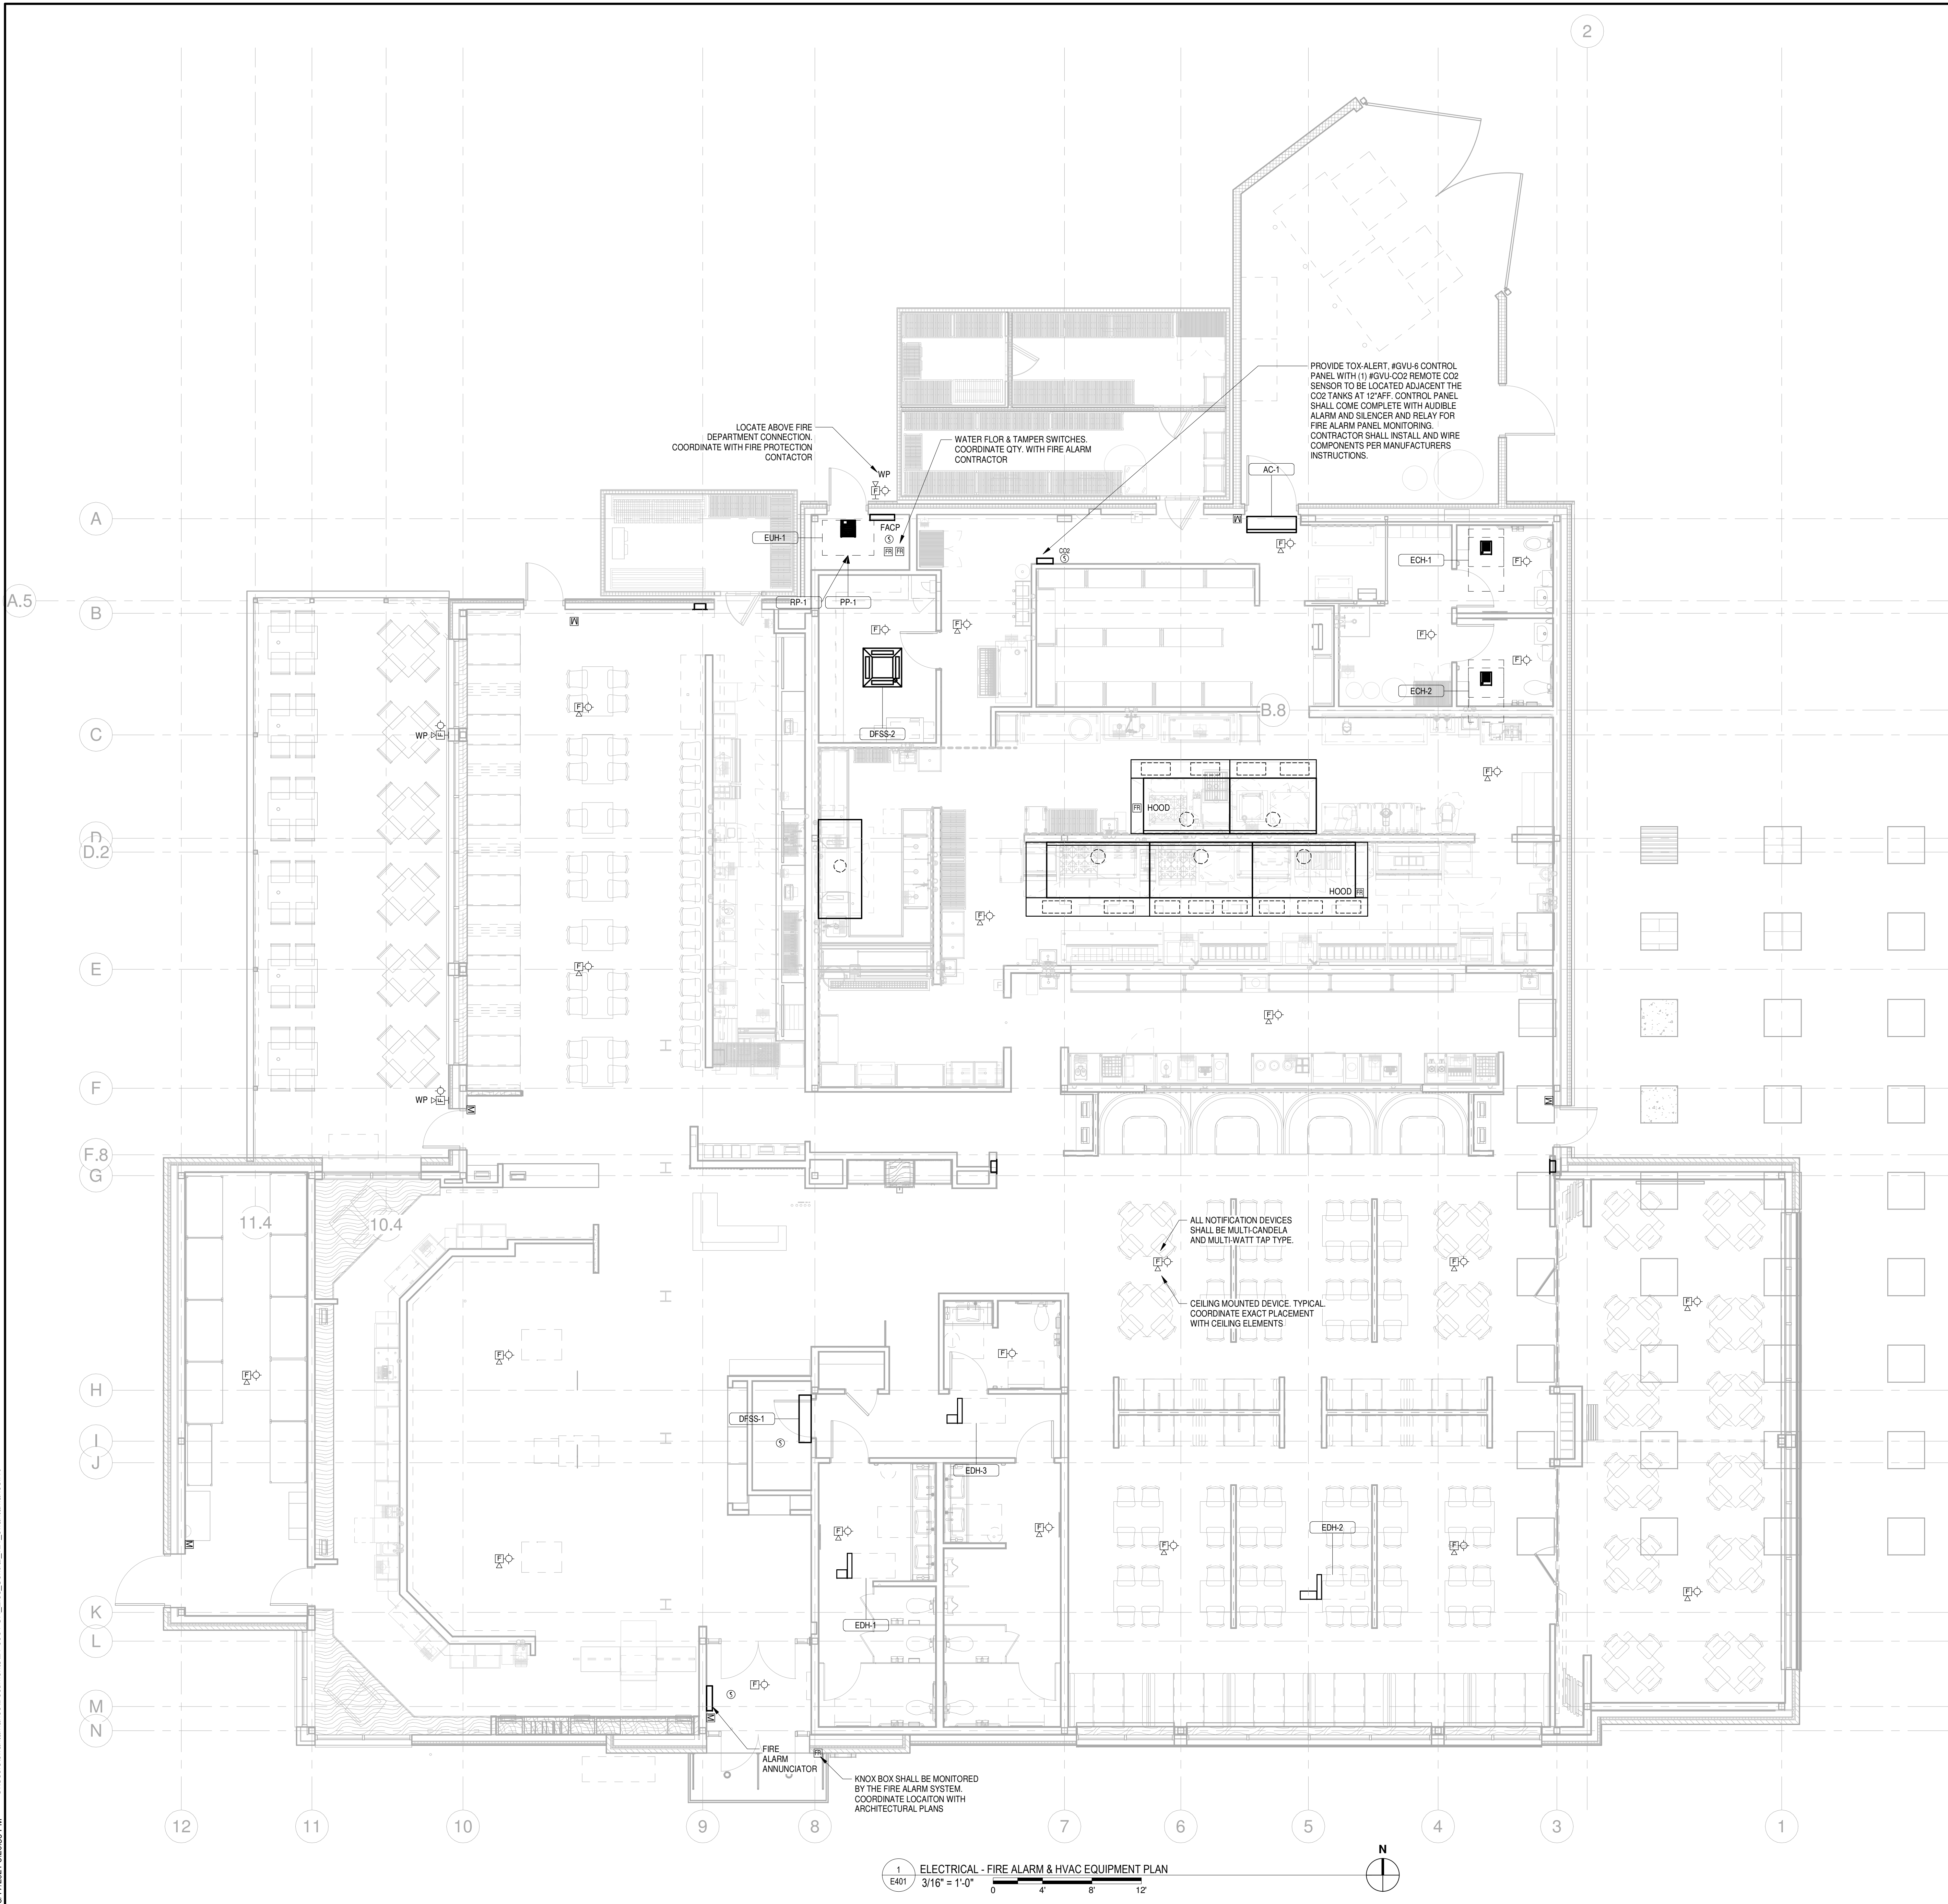 2
PROVIDE TOX-ALERT, #GVU-6 CONTROL
PANEL WITH (1) #GVU-CO2 REMOTE CO2
SENSOR TO BE LOCATED ADJACENT THE
CO2 TANKS AT 12"AFF. CONTROL PANEL
SHALL COME COMPLETE WITH AUDIBLE
ALARM AND SILENCER AND RELAY FOR
FIRE ALARM PANEL MONITORING.
CONTRACTOR SHALL INSTALL AND WIRE
COMPONENTS PER MANUFACTURERS
INSTRUCTIONS.
LOCATE ABOVE FIRE
DEPARTMENT CONNECTION.
COORDINATE WITH FIRE PROTECTION
CONTACTOR
WATER FLOR & TAMPER SWITCHES.
COORDINATE QTY. WITH FIRE ALARM
CONTRACTOR
WP
F
AC-1
A
M
FACP
S
FR FR
EUH-1
CO2
S
F
ECH-1
F
A.5
B
RP-1
PP-1
M
F
F
F
F
ECH-2
F
B.8
C
WP
F
DFSS-2
F
FR
HOOD
D
D.2
HOOD
FR
F
E
F
F
F
WP
F
M
M
F.8
G
11.4
10.4
ALL NOTIFICATION DEVICES
SHALL BE MULTI-CANDELA
AND MULTI-WATT TAP TYPE.
F
F
CEILING MOUNTED DEVICE. TYPICAL.
COORDINATE EXACT PLACEMENT
WITH CEILING ELEMENTS
F
F
F
F
H
DFSS-1
S
I
J
EDH-3
EDH-2
F
F
F
F
M
F
F
K
EDH-1
L
F
S
M
M
N
FIRE
ALARM
ANNUNCIATOR
FR
KNOX BOX SHALL BE MONITORED
BY THE FIRE ALARM SYSTEM.
COORDINATE LOCAITON WITH
ARCHITECTURAL PLANS
12
11
10
9
8
7
6
5
4
3
1
N
1
E401
ELECTRICAL - FIRE ALARM & HVAC EQUIPMENT PLAN
3/16" = 1'-0"
0 4' 8' 12'